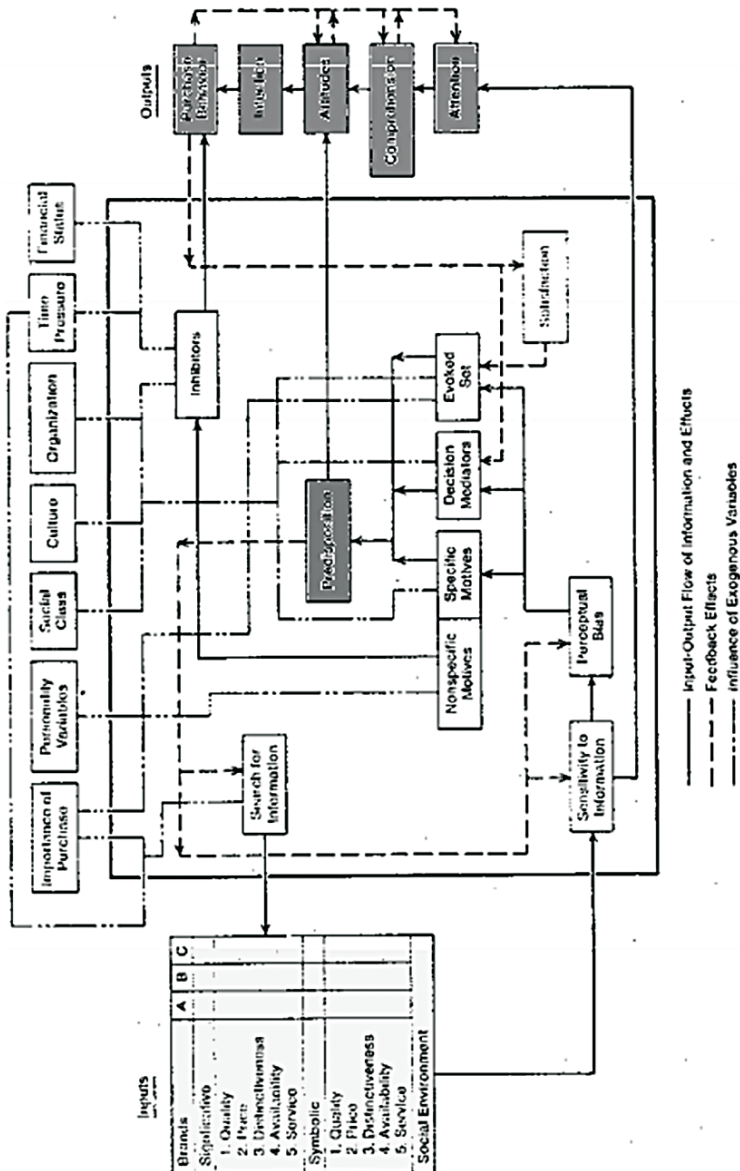 Inputs
Brands A B C
Significative
1. Quality
2. Price
3. Distinctiveness
4. Availability
5. Service
Symbolic
1. Quality
2. Price
3. Distinctiveness
4. Availability
5. Service
Social Environment
Importance of
Purchase
Personality
Variables
Social
Class
Culture
Organization
Time
Pressure
Financial
Status
Search for
Information
Inhibitors
Predisposition
Nonspecific
Motives
Specific
Motives
Decision
Mediators
Evoked
Set
Satisfaction
Sensitivity to
Information
Perceptual
Bias
Outputs
Purchase
Behavior
Intention
Attitudes
Comprehension
Attention
Input-Output Flow of Information and Effects
Feedback Effects
Influence of Exogenous Variables